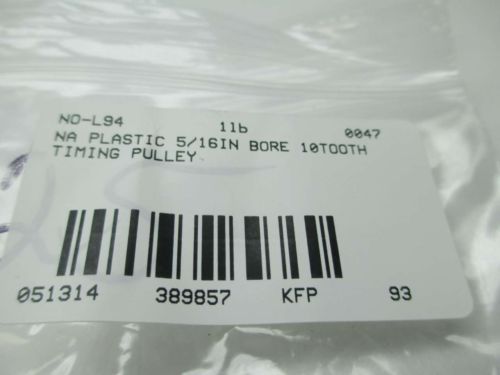 NO-L94 11b 0047
NA PLASTIC 5/16IN BORE 10TOOTH
TIMING PULLEY
051314 389857 KFP 93